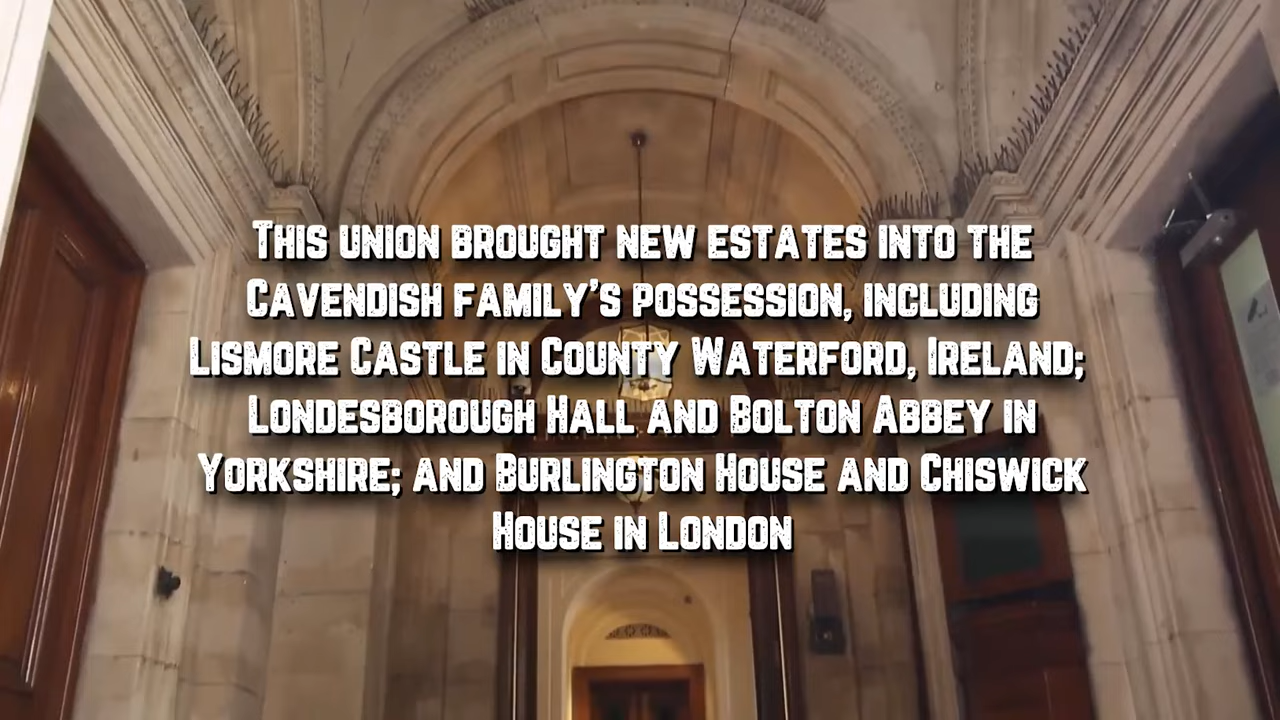 This union brought new estates into the
Cavendish family's possession, including
Lismore Castle in County Waterford, Ireland;
Londesborough Hall and Bolton Abbey in
Yorkshire; and Burlington House and Chiswick
House in London